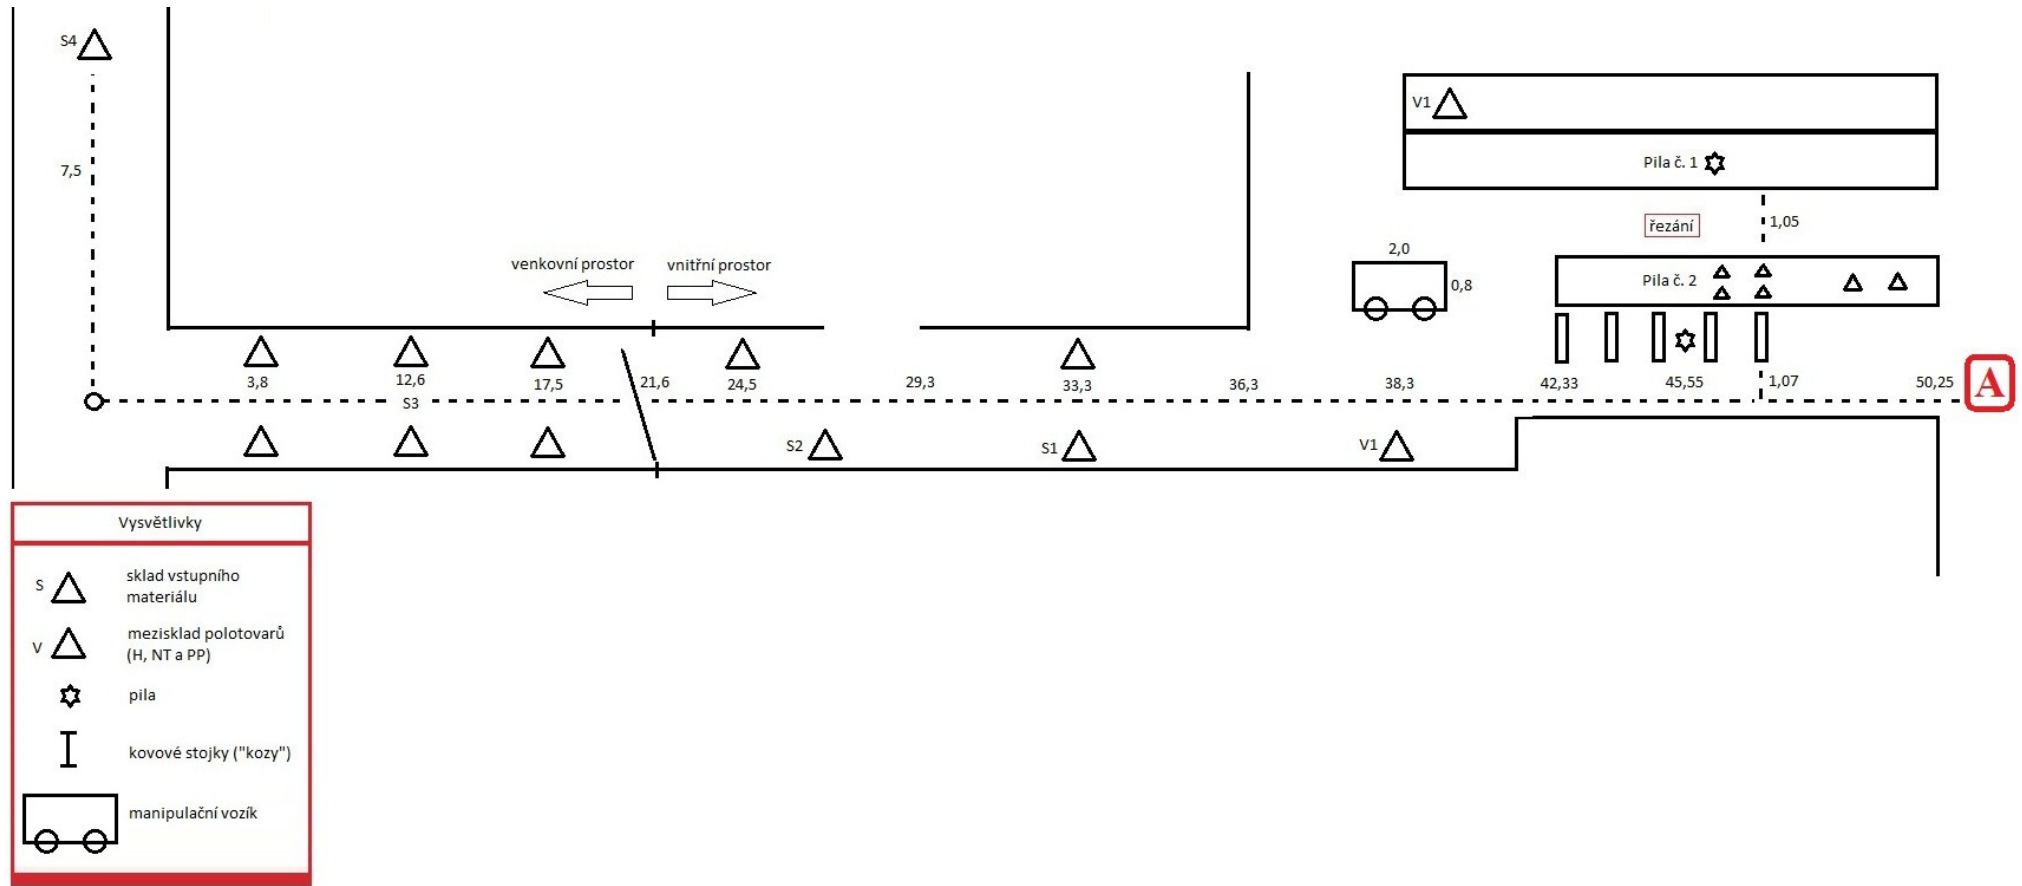 S4
V1
7,5
Pila č. 1
řezání
1,05
venkovní prostor
vnitřní prostor
2,0
0,8
Pila č. 2
3,8
12,6
17,5
21,6
24,5
29,3
33,3
36,3
38,3
42,33
45,55
1,07
50,25
A
S3
S2
S1
V1
Vysvětlivky
S
sklad vstupního
materiálu
V
mezisklad polotovarů
(H, NT a PP)
pila
kovové stojky ("kozy")
manipulační vozík